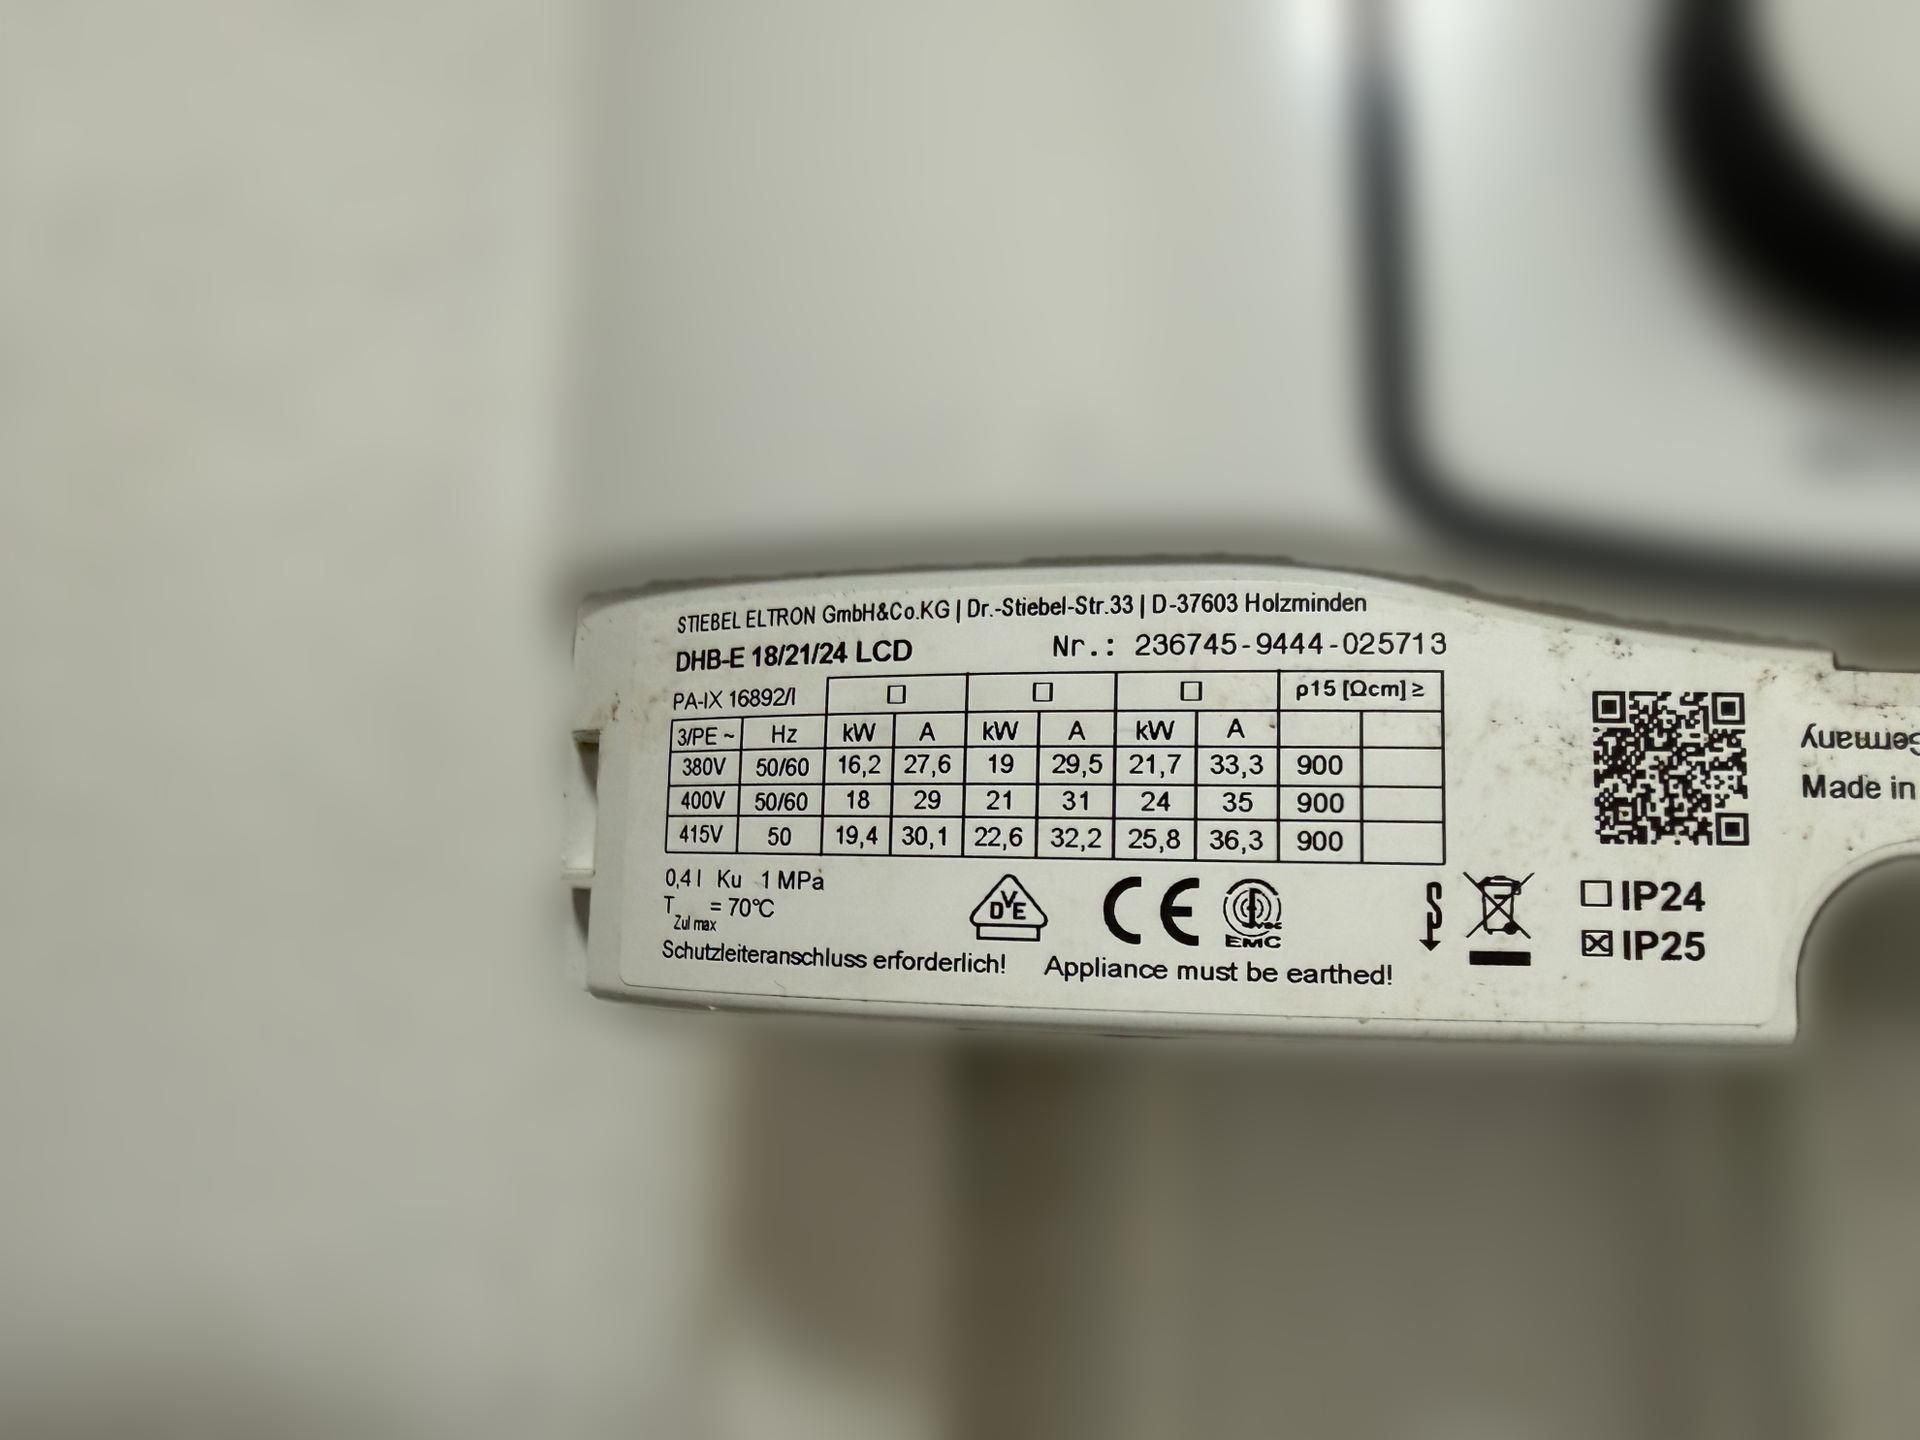 STIEBEL ELTRON GmbH&Co.KG | Dr.-Stiebel-Str.33 | D-37603 Holzminden
DHB-E 18/21/24 LCD Nr.: 236745-9444-025713
PA-IX 16892/I ☐ ☐ ☐ ρ15 [Ωcm] ≥
3/PE ~ Hz kW A kW A kW A
380V 50/60 16,2 27,6 19 29,5 21,7 33,3 900
400V 50/60 18 29 21 31 24 35 900
415V 50 19,4 30,1 22,6 32,2 25,8 36,3 900
0,4 l Ku 1 MPa
T Zul max = 70°C
DVE CE EMC
Schutzleiteranschluss erforderlich! Appliance must be earthed!
☐ IP24
☒ IP25
Made in
Germany